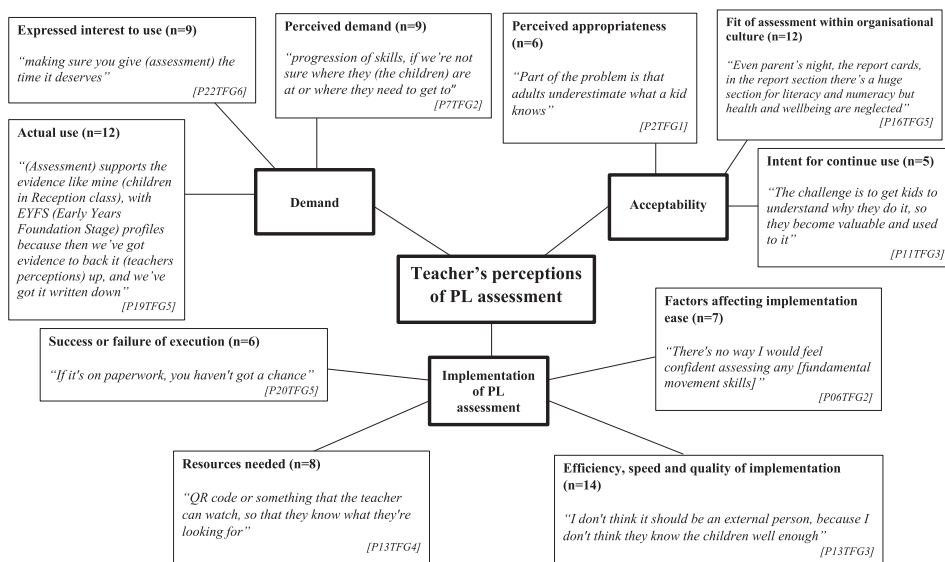 Expressed interest to use (n=9)
“making sure you give (assessment) the
time it deserves”
[P22TFG6]
Perceived demand (n=9)
“progression of skills, if we're not
sure where they (the children) are
at or where they need to get to"
[P7TFG2]
Perceived appropriateness
(n=6)
“Part of the problem is that
adults underestimate what a kid
knows”
[P2TFG1]
Fit of assessment within organisational
culture (n=12)
“Even parent’s night, the report cards,
in the report section there’s a huge
section for literacy and numeracy but
health and wellbeing are neglected”
[P16TFG5]
Actual use (n=12)
“(Assessment) supports the
evidence like mine (children
in Reception class), with
EYFS (Early Years
Foundation Stage) profiles
because then we’ve got
evidence to back it (teachers
perceptions) up, and we’ve
got it written down”
[P19TFG5]
Demand
Acceptability
Intent for continue use (n=5)
“The challenge is to get kids to
understand why they do it, so
they become valuable and used
to it”
[P11TFG3]
Teacher’s perceptions
of PL assessment
Success or failure of execution (n=6)
“If it's on paperwork, you haven't got a chance”
[P20TFG5]
Implementation
of PL
assessment
Factors affecting implementation
ease (n=7)
“There's no way I would feel
confident assessing any [fundamental
movement skills]”
[P06TFG2]
Resources needed (n=8)
“QR code or something that the teacher
can watch, so that they know what they're
looking for”
[P13TFG4]
Efficiency, speed and quality of implementation
(n=14)
“I don't think it should be an external person, because I
don't think they know the children well enough”
[P13TFG3]